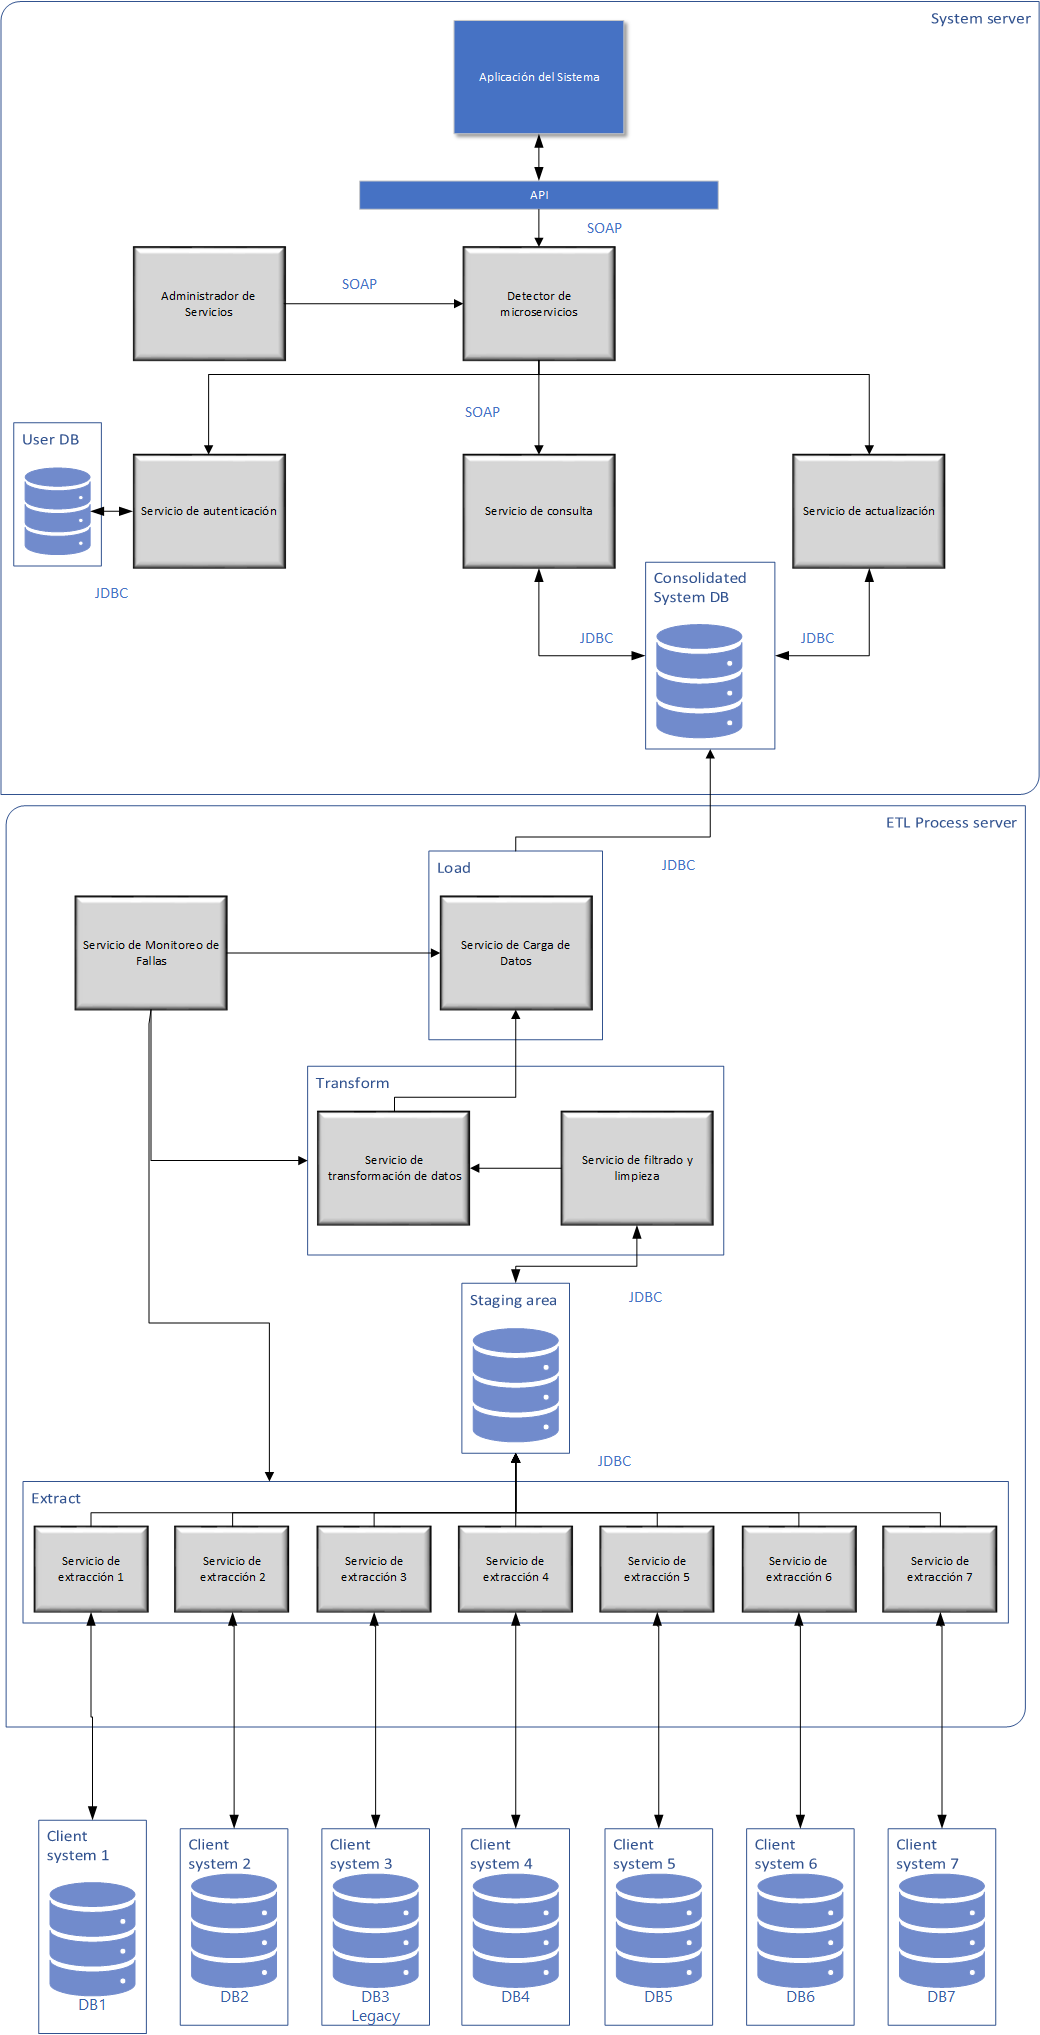 System server
Aplicación del Sistema
API
SOAP
Administrador de
Servicios
SOAP
Detector de
microservicios
SOAP
User DB
Servicio de autenticación
Servicio de consulta
Servicio de actualización
JDBC
Consolidated
System DB
JDBC
JDBC
ETL Process server
JDBC
Load
Servicio de Monitoreo de
Fallas
Servicio de Carga de
Datos
Transform
Servicio de
transformación de datos
Servicio de filtrado y
limpieza
JDBC
Staging area
JDBC
Extract
Servicio de
extracción 1
Servicio de
extracción 2
Servicio de
extracción 3
Servicio de
extracción 4
Servicio de
extracción 5
Servicio de
extracción 6
Servicio de
extracción 7
Client
system 1
DB1
Client
system 2
DB2
Client
system 3
DB3
Legacy
Client
system 4
DB4
Client
system 5
DB5
Client
system 6
DB6
Client
system 7
DB7